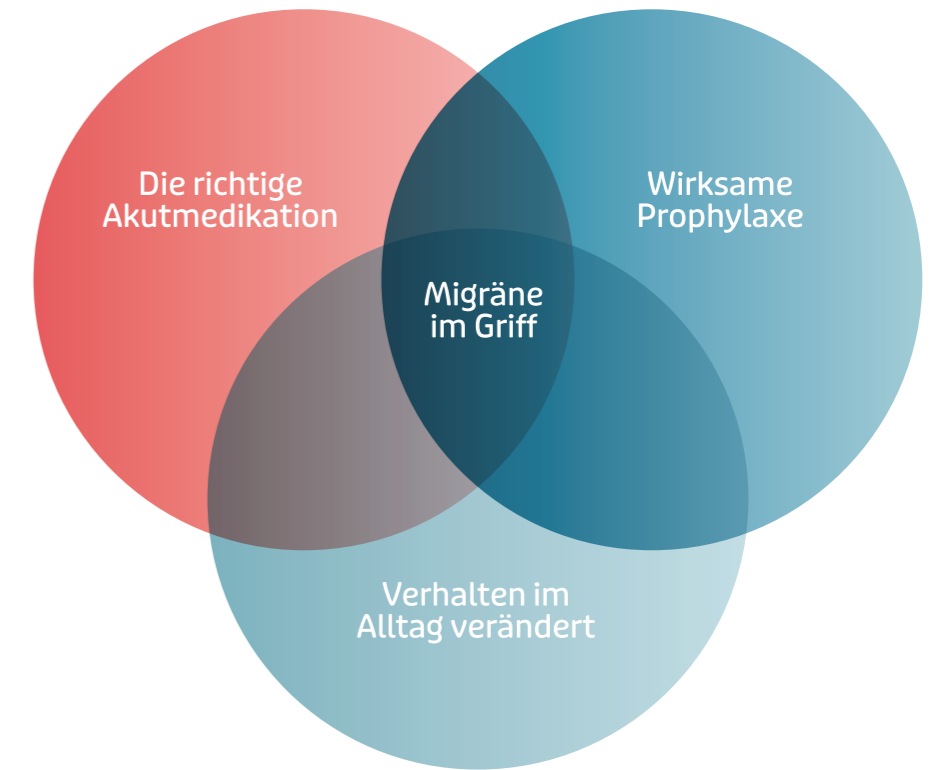 Die richtige
Akutmedikation
Wirksame
Prophylaxe
Migräne
im Griff
Verhalten im
Alltag verändert